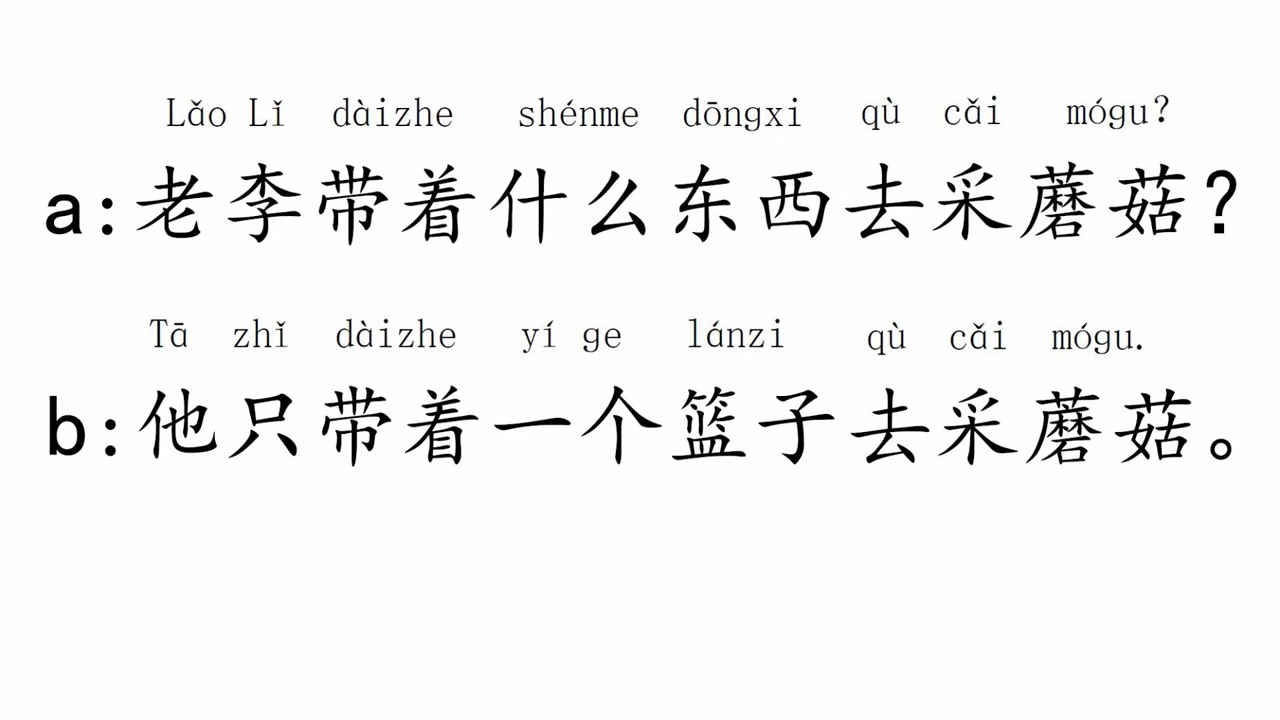 Lǎo Lǐ dàizhe shénme dōngxi qù cǎi mógu?
a:老李带着什么东西去采蘑菇?
Tā zhǐ dàizhe yí ge lánzi qù cǎi mógu.
b:他只带着一个篮子去采蘑菇。